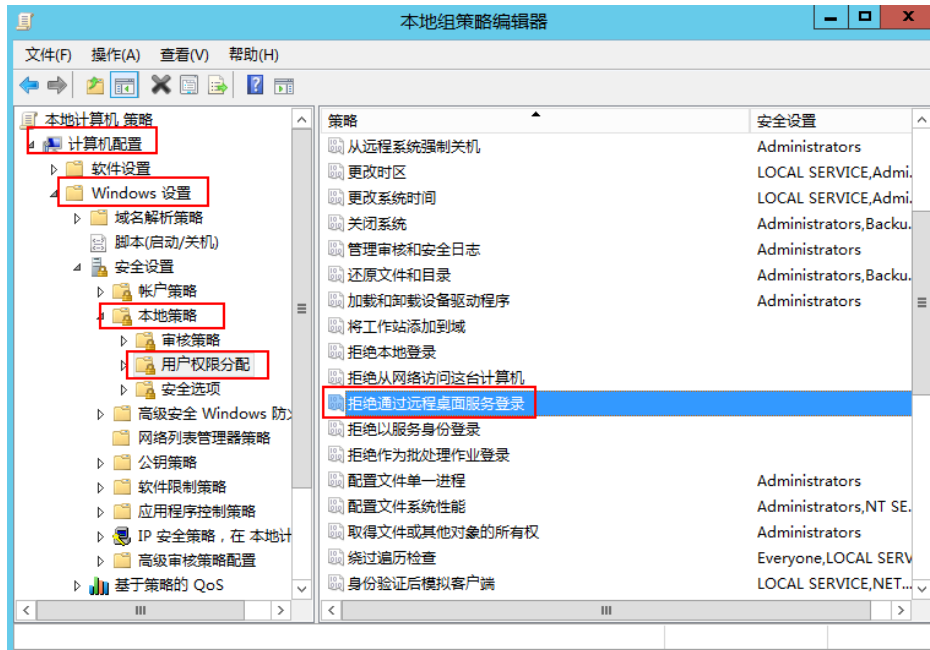 本地组策略编辑器
文件(F) 操作(A) 查看(V) 帮助(H)
本地计算机 策略
计算机配置
软件设置
Windows 设置
域名解析策略
脚本(启动/关机)
安全设置
帐户策略
本地策略
审核策略
用户权限分配
安全选项
高级安全 Windows 防
网络列表管理器策略
公钥策略
软件限制策略
应用程序控制策略
IP 安全策略，在 本地计
高级审核策略配置
基于策略的 QoS
策略 安全设置
从远程系统强制关机 Administrators
更改时区 LOCAL SERVICE,Admi.
更改系统时间 LOCAL SERVICE,Admi.
关闭系统 Administrators,Backu.
管理审核和安全日志 Administrators
还原文件和目录 Administrators,Backu.
加载和卸载设备驱动程序 Administrators
将工作站添加到域
拒绝本地登录
拒绝从网络访问这台计算机
拒绝通过远程桌面服务登录
拒绝以服务身份登录
拒绝作为批处理作业登录
配置文件单一进程 Administrators
配置文件系统性能 Administrators,NT SE.
取得文件或其他对象的所有权 Administrators
绕过遍历检查 Everyone,LOCAL SERV
身份验证后模拟客户端 LOCAL SERVICE,NET...